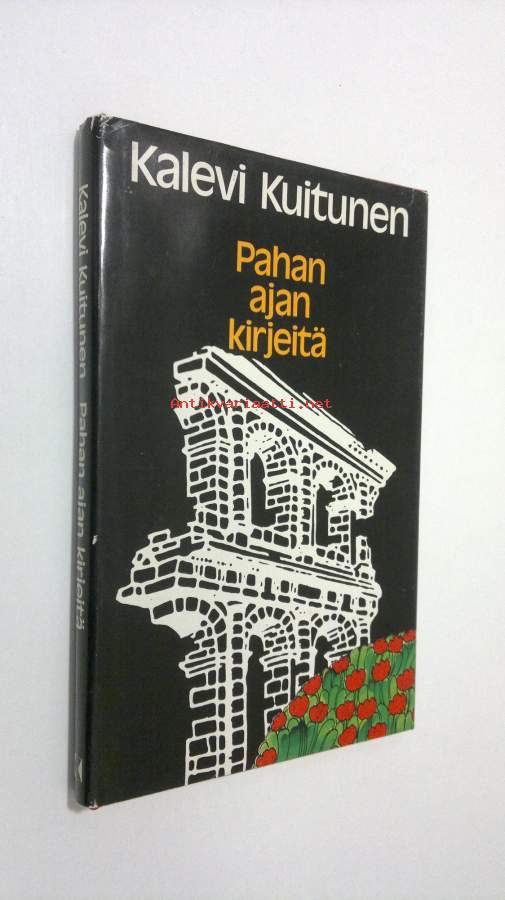 Kalevi Kuitunen
Pahan
ajan
kirjeitä
Antikvariaatti.net
Kalevi Kuitunen Pahan ajan kirjeitä